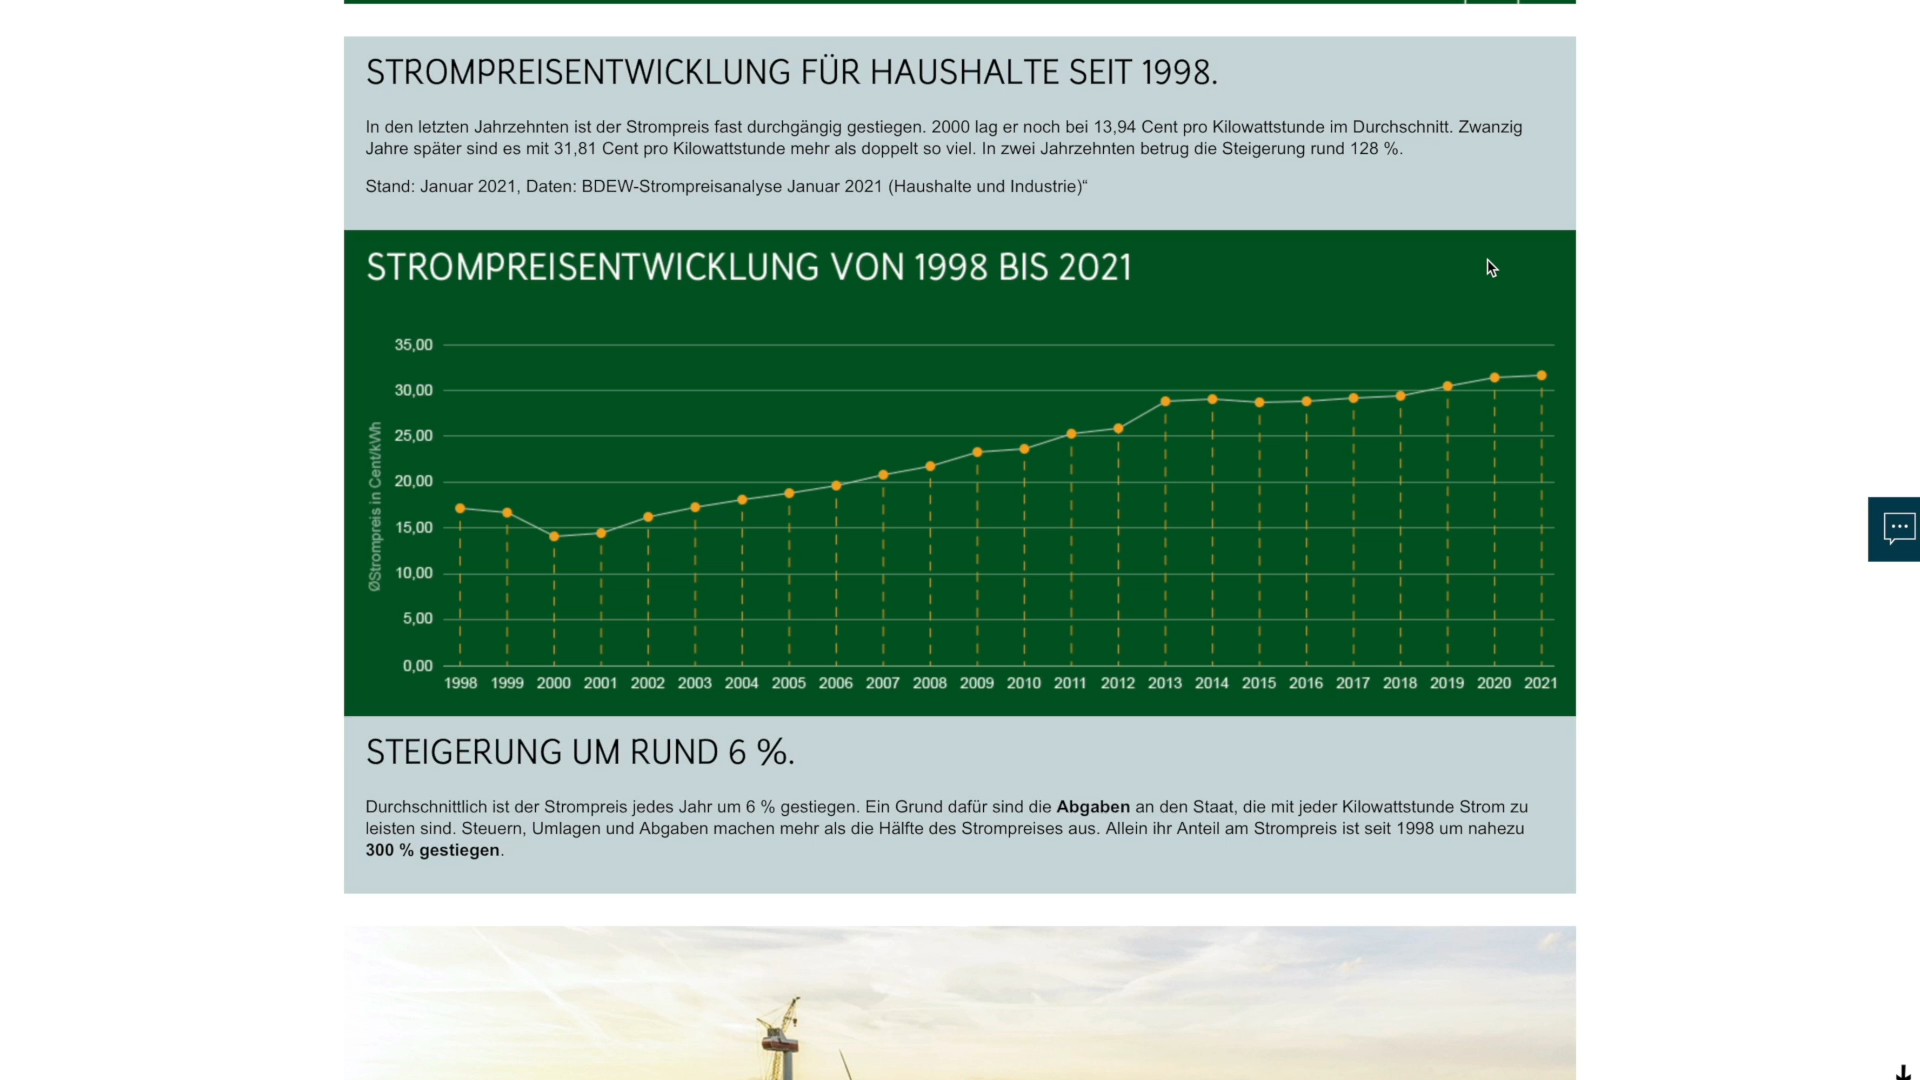 STROMPREISENTWICKLUNG FÜR HAUSHALTE SEIT 1998.
In den letzten Jahrzehnten ist der Strompreis fast durchgängig gestiegen. 2000 lag er noch bei 13,94 Cent pro Kilowattstunde im Durchschnitt. Zwanzig
Jahre später sind es mit 31,81 Cent pro Kilowattstunde mehr als doppelt so viel. In zwei Jahrzehnten betrug die Steigerung rund 128 %.
Stand: Januar 2021, Daten: BDEW-Strompreisanalyse Januar 2021 (Haushalte und Industrie)“
STROMPREISENTWICKLUNG VON 1998 BIS 2021
35,00
30,00
25,00
20,00
15,00
10,00
5,00
0,00
ØStrompreis in Cent/kWh
1998 1999 2000 2001 2002 2003 2004 2005 2006 2007 2008 2009 2010 2011 2012 2013 2014 2015 2016 2017 2018 2019 2020 2021
STEIGERUNG UM RUND 6 %.
Durchschnittlich ist der Strompreis jedes Jahr um 6 % gestiegen. Ein Grund dafür sind die Abgaben an den Staat, die mit jeder Kilowattstunde Strom zu
leisten sind. Steuern, Umlagen und Abgaben machen mehr als die Hälfte des Strompreises aus. Allein ihr Anteil am Strompreis ist seit 1998 um nahezu
300 % gestiegen.